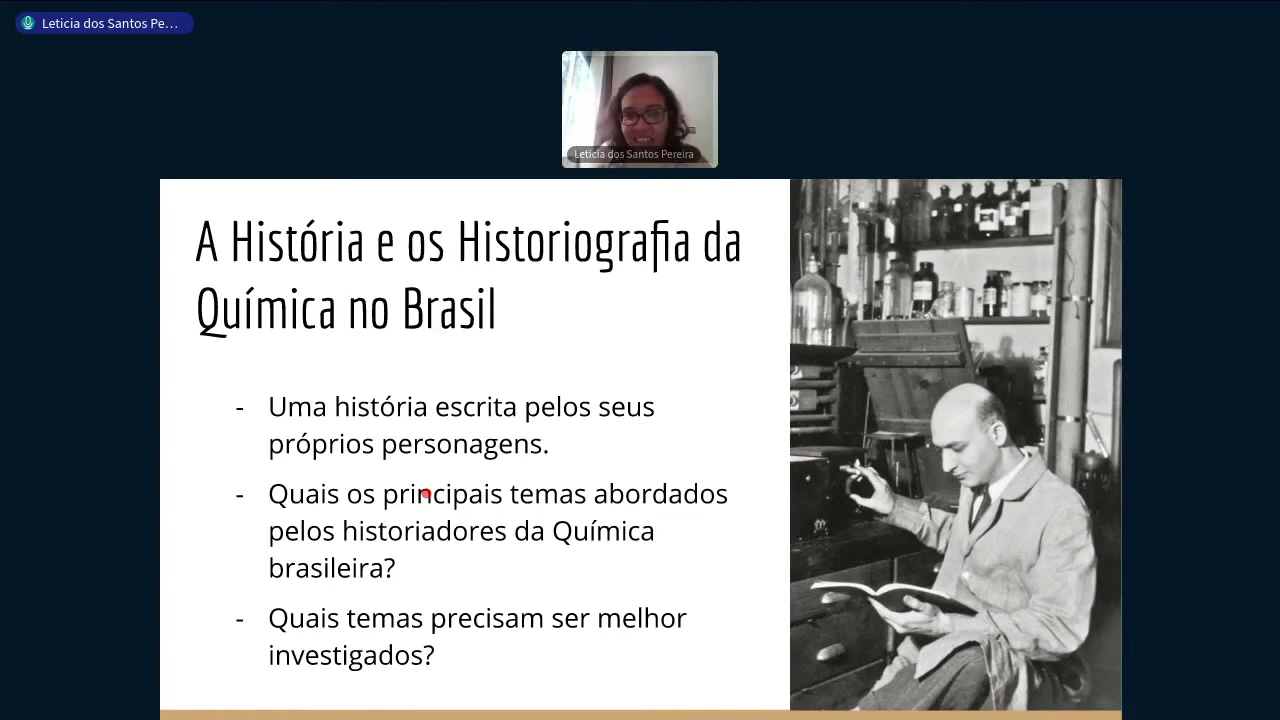 Leticia dos Santos Pe...
Leticia dos Santos Pereira
A História e os Historiografia da
Química no Brasil
- Uma história escrita pelos seus
próprios personagens.
- Quais os principais temas abordados
pelos historiadores da Química
brasileira?
- Quais temas precisam ser melhor
investigados?